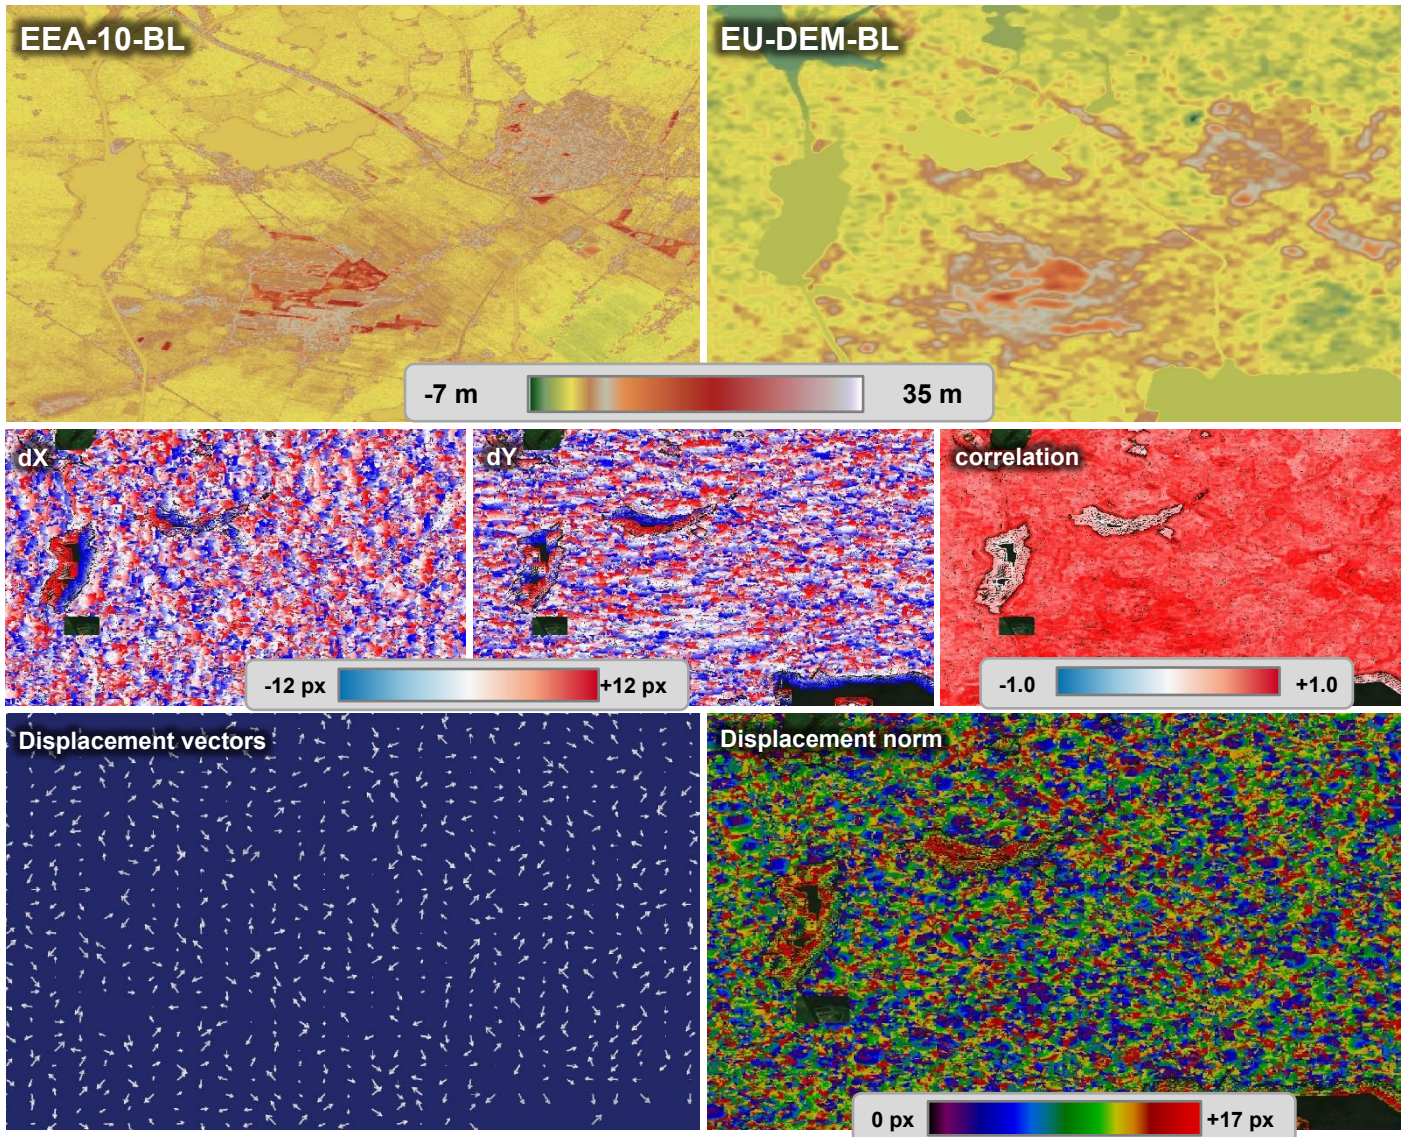 EEA-10-BL
EU-DEM-BL
-7 m
35 m
dX
dY
correlation
-12 px
+12 px
-1.0
+1.0
Displacement vectors
Displacement norm
0 px
+17 px